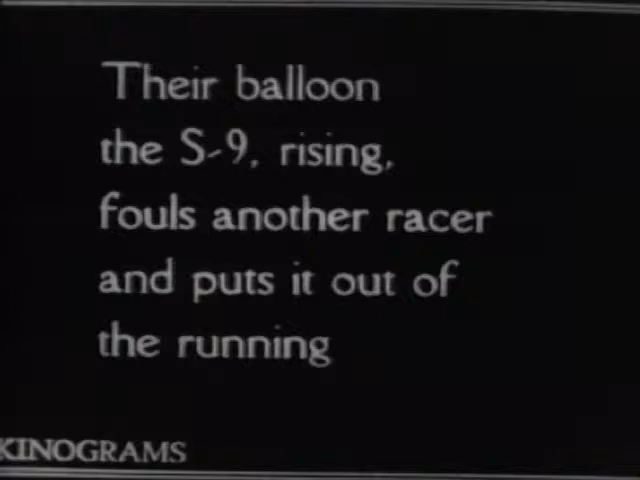 Their balloon
the S-9, rising,
fouls another racer
and puts it out of
the running
KINOGRAMS